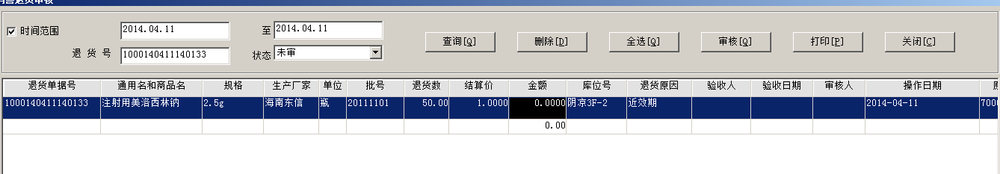 时间范围 2014.04.11 至 2014.04.11 查询[Q] 删除[D] 全选[Q] 审核[Q] 打印[P] 关闭[C]
退 货 号 1000140411140133 状态 未审
退货单据号 通用名和商品名 规格 生产厂家 单位 批号 退货数 结算价 金额 库位号 退货原因 验收人 验收日期 审核人 操作日期
1000140411140133 注射用美洛西林钠 2.5g 海南东信 瓶 20111101 50.00 1.0000 0.0000 阴凉3F-2 近效期 2014-04-11
0.00